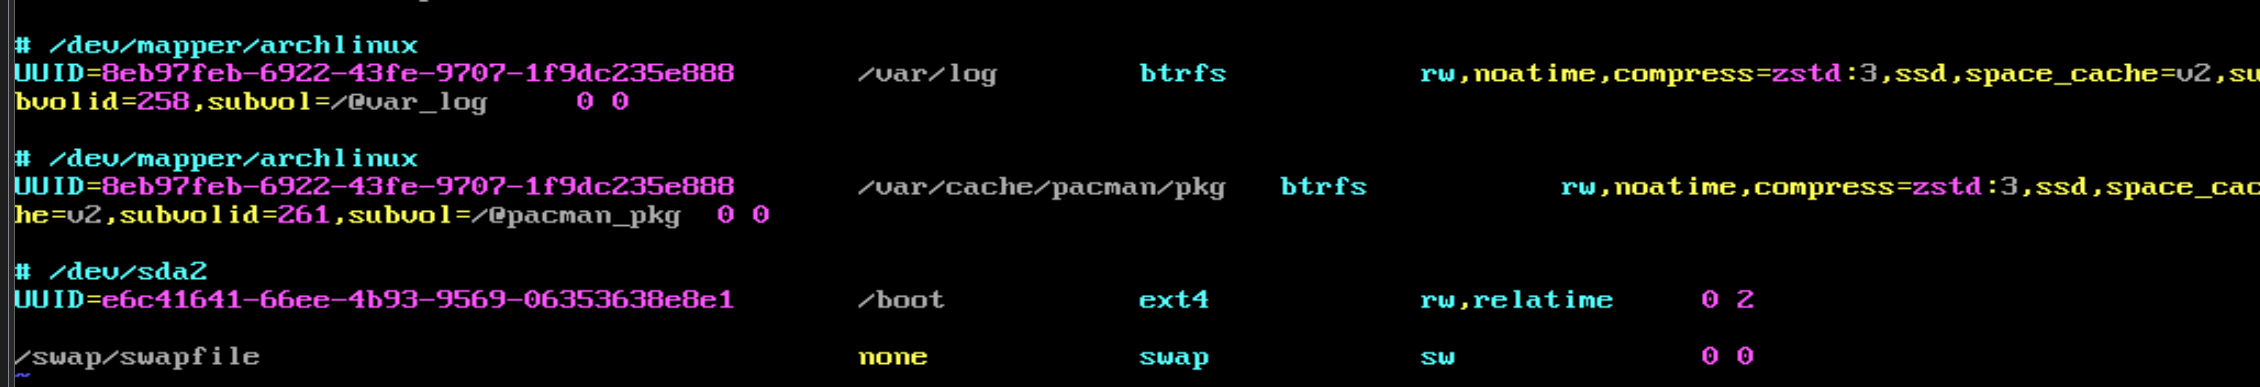 # /dev/mapper/archlinux
UUID=8eb97feb-6922-43fe-9707-1f9dc235e888 /var/log btrfs rw,noatime,compress=zstd:3,ssd,space_cache=v2,su
bvolid=258,subvol=/@var_log 0 0
# /dev/mapper/archlinux
UUID=8eb97feb-6922-43fe-9707-1f9dc235e888 /var/cache/pacman/pkg btrfs rw,noatime,compress=zstd:3,ssd,space_cac
he=v2,subvolid=261,subvol=/@pacman_pkg 0 0
# /dev/sda2
UUID=e6c41641-66ee-4b93-9569-06353638e8e1 /boot ext4 rw,relatime 0 2
/swap/swapfile none swap sw 0 0
~